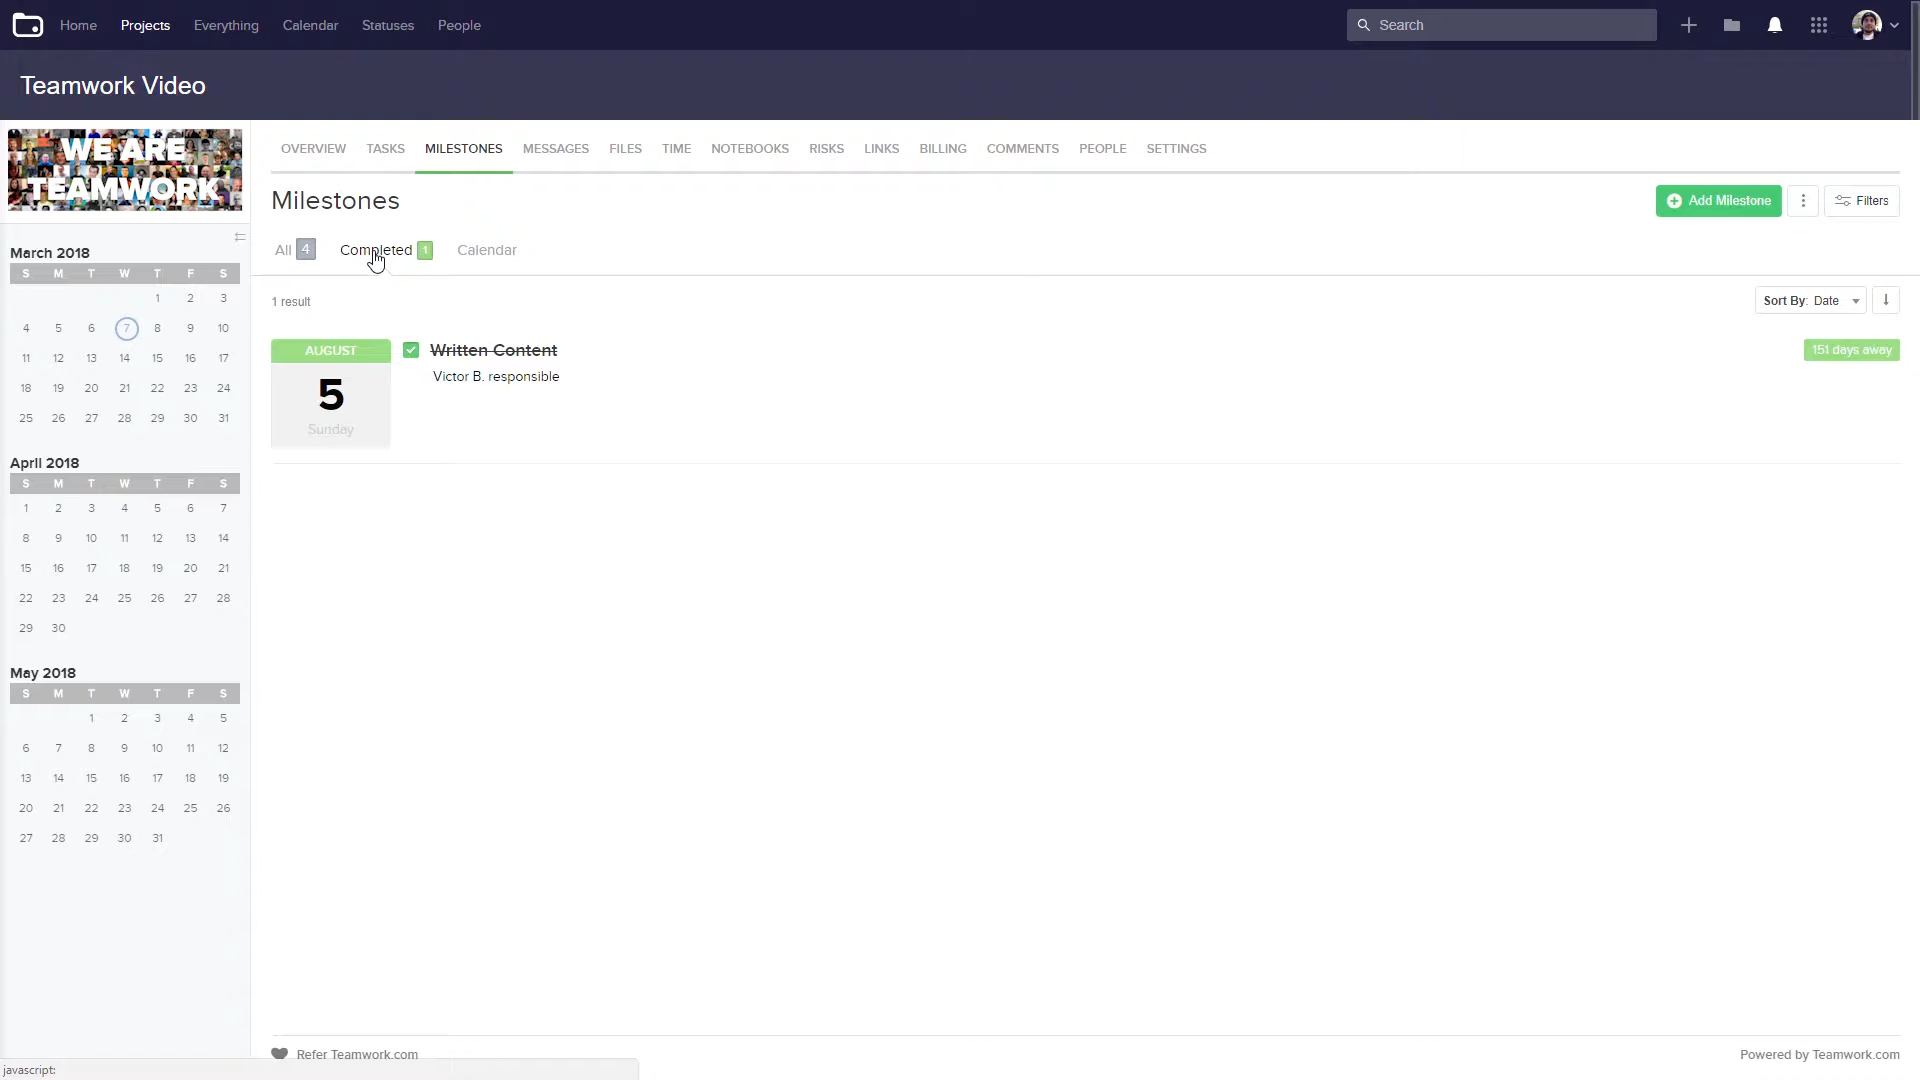 Home Projects Everything Calendar Statuses People Search
Teamwork Video
WE ARE
TEAMWORK
OVERVIEW TASKS MILESTONES MESSAGES FILES TIME NOTEBOOKS RISKS LINKS BILLING COMMENTS PEOPLE SETTINGS
Milestones
Add Milestone
Filters
All 4 Completed 1 Calendar
1 result
Sort By: Date
AUGUST
5
Sunday
Written Content
Victor B. responsible
151 days away
March 2018
S M T W T F S
1 2 3
4 5 6 7 8 9 10
11 12 13 14 15 16 17
18 19 20 21 22 23 24
25 26 27 28 29 30 31
April 2018
S M T W T F S
1 2 3 4 5 6 7
8 9 10 11 12 13 14
15 16 17 18 19 20 21
22 23 24 25 26 27 28
29 30
May 2018
S M T W T F S
1 2 3 4 5
6 7 8 9 10 11 12
13 14 15 16 17 18 19
20 21 22 23 24 25 26
27 28 29 30 31
Refer Teamwork.com
Powered by Teamwork.com
javascript: